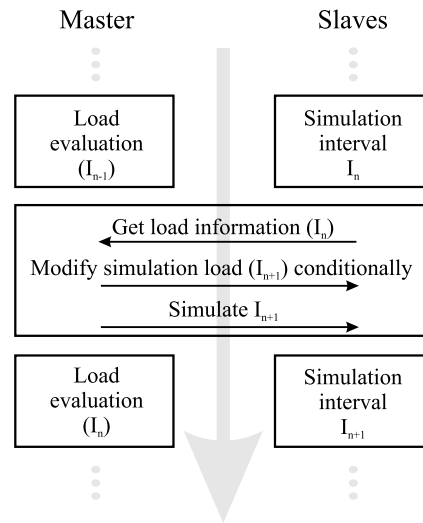 Master
Slaves
Load
evaluation
(Iₙ₋₁)
Simulation
interval
Iₙ
Get load information (Iₙ)
Modify simulation load (Iₙ₊₁) conditionally
Simulate Iₙ₊₁
Load
evaluation
(Iₙ)
Simulation
interval
Iₙ₊₁